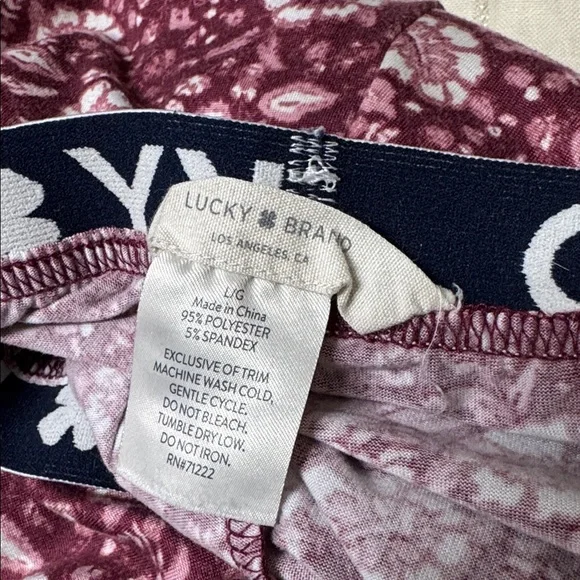 LUCKY BRAND
LOS ANGELES, CA
L/G
Made in China
95% POLYESTER
5% SPANDEX
EXCLUSIVE OF TRIM
MACHINE WASH COLD,
GENTLE CYCLE.
DO NOT BLEACH.
TUMBLE DRY LOW.
DO NOT IRON.
RN#71222